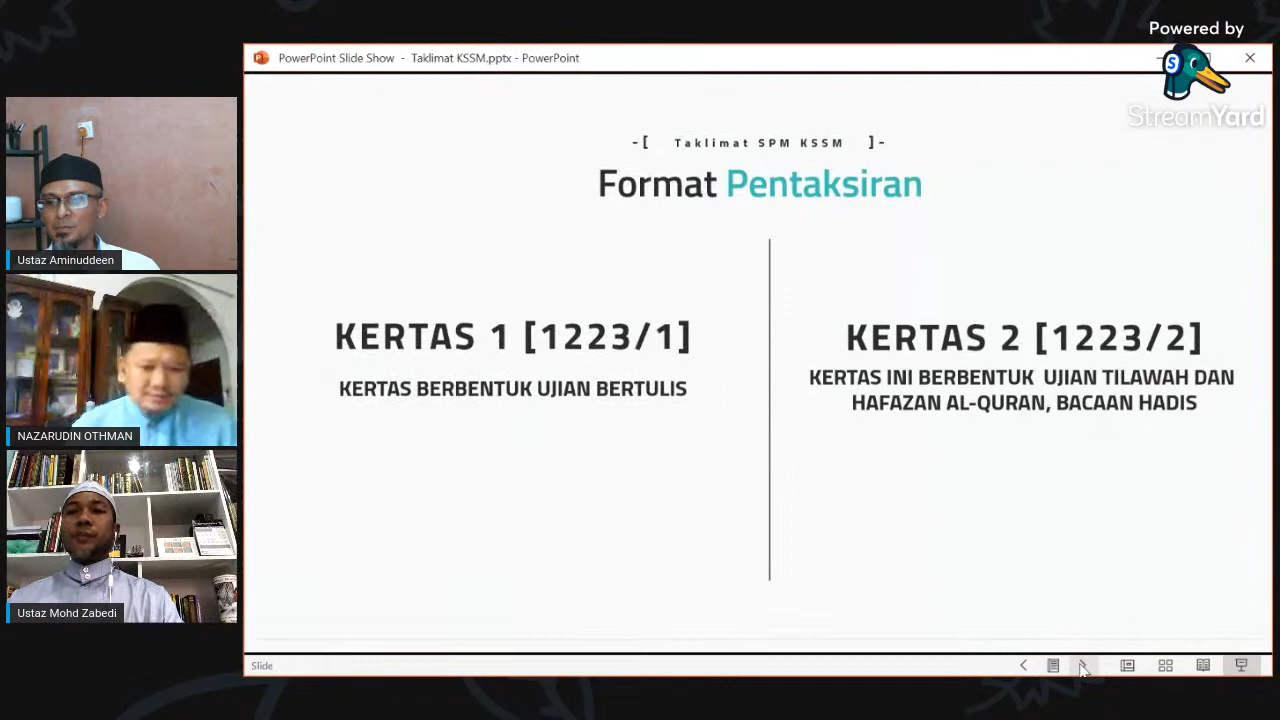 Powered by
StreamYard
PowerPoint Slide Show - Taklimat KSSM.pptx - PowerPoint
-[ Taklimat SPM KSSM ]-
Format Pentaksiran
KERTAS 1 [1223/1]
KERTAS BERBENTUK UJIAN BERTULIS
KERTAS 2 [1223/2]
KERTAS INI BERBENTUK UJIAN TILAWAH DAN
HAFAZAN AL-QURAN, BACAAN HADIS
Ustaz Aminuddeen
NAZARUDIN OTHMAN
Ustaz Mohd Zabedi
Slide